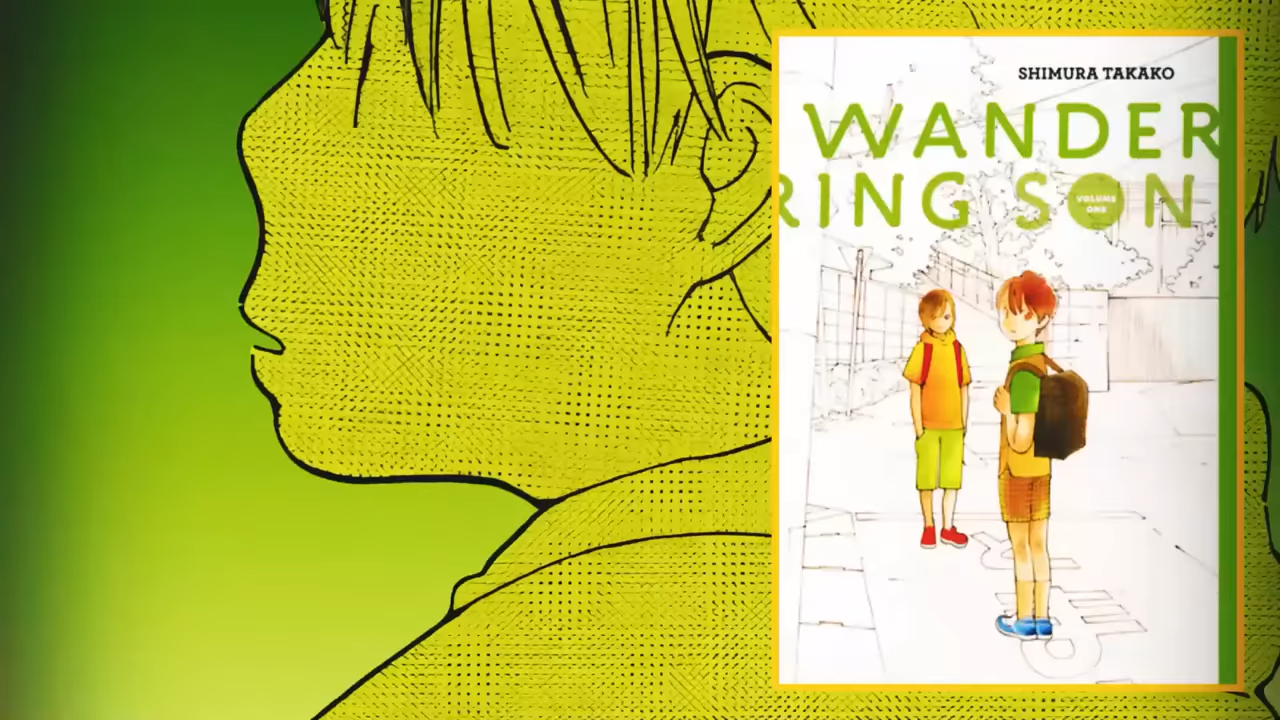 SHIMURA TAKAKO
WANDER
RING SON
VOLUME
ONE